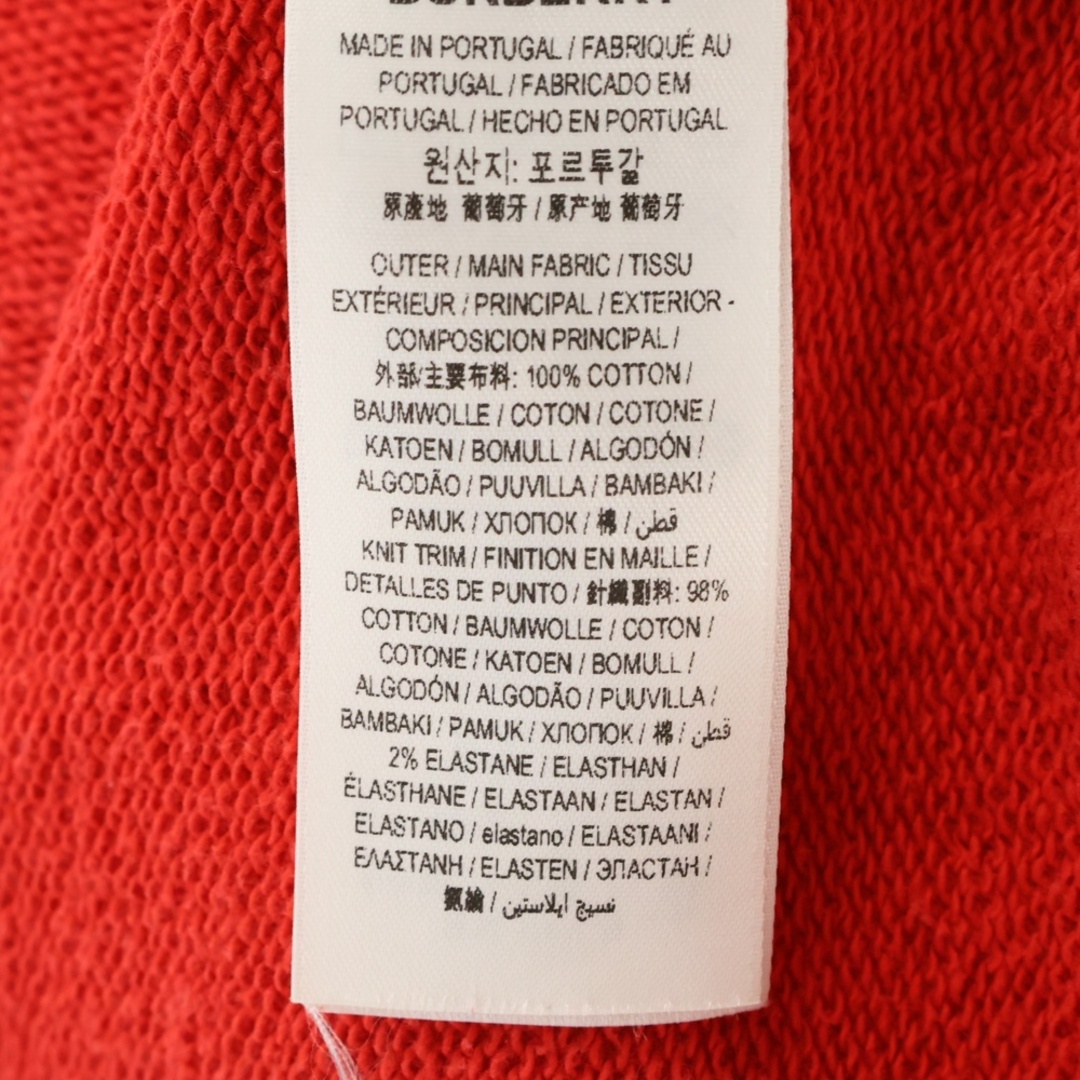 BURBERRY
MADE IN PORTUGAL / FABRIQUÉ AU
PORTUGAL / FABRICADO EM
PORTUGAL / HECHO EN PORTUGAL
원산지: 포르투갈
原產地 葡萄牙 / 原产地 葡萄牙
OUTER / MAIN FABRIC / TISSU
EXTÉRIEUR / PRINCIPAL / EXTERIOR -
COMPOSICION PRINCIPAL /
外部/主要布料: 100% COTTON /
BAUMWOLLE / COTON / COTONE /
KATOEN / BOMULL / ALGODÓN /
ALGODÃO / PUUVILLA / BAMBAKI /
PAMUK / ХЛОПОК / 棉 / قطن
KNIT TRIM / FINITION EN MAILLE /
DETALLES DE PUNTO / 針織副料: 98%
COTTON / BAUMWOLLE / COTON /
COTONE / KATOEN / BOMULL /
ALGODÓN / ALGODÃO / PUUVILLA /
BAMBAKI / PAMUK / ХЛОПОК / 棉 / قطن
2% ELASTANE / ELASTHAN /
ÉLASTHANE / ELASTAAN / ELASTAN /
ELASTANO / elastano / ELASTAANI /
ΕΛΑΣΤΑΝΗ / ELASTEN / ЭЛАСТАН /
氨綸 / نسيج ايلاستين